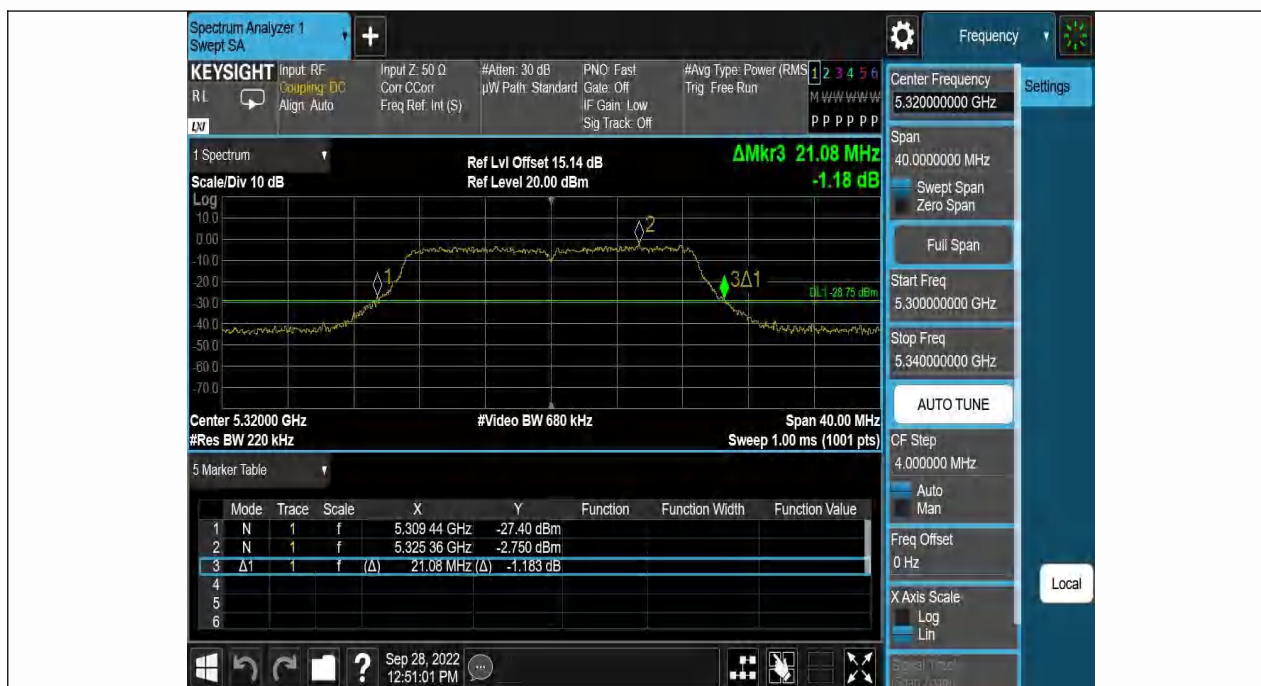 Spectrum Analyzer 1
Swept SA
+
Frequency
KEYSIGHT
RL
LXI
Input: RF
Coupling: DC
Align: Auto
Input Z: 50 Ω
Corr CCorr
Freq Ref: Int (S)
#Atten: 30 dB
µW Path: Standard
PNO: Fast
Gate: Off
IF Gain: Low
Sig Track: Off
#Avg Type: Power (RMS
Trig: Free Run
1 2 3 4 5 6
M W W W W W
P P P P P P
1 Spectrum
Scale/Div 10 dB
Ref Lvl Offset 15.14 dB
Ref Level 20.00 dBm
ΔMkr3 21.08 MHz
-1.18 dB
Log
10.0
0.00
-10.0
-20.0
-30.0
-40.0
-50.0
-60.0
-70.0
1
2
3Δ1
DL1 -28.75 dBm
Center 5.32000 GHz
#Video BW 680 kHz
Span 40.00 MHz
#Res BW 220 kHz
Sweep 1.00 ms (1001 pts)
5 Marker Table
Mode Trace Scale X Y Function Function Width Function Value
1 N 1 f 5.309 44 GHz -27.40 dBm
2 N 1 f 5.325 36 GHz -2.750 dBm
3 Δ1 1 f (Δ) 21.08 MHz (Δ) -1.183 dB
4
5
6
?
Sep 28, 2022
12:51:01 PM
Center Frequency
5.320000000 GHz
Settings
Span
40.0000000 MHz
Swept Span
Zero Span
Full Span
Start Freq
5.300000000 GHz
Stop Freq
5.340000000 GHz
AUTO TUNE
CF Step
4.000000 MHz
Auto
Man
Freq Offset
0 Hz
X Axis Scale
Log
Lin
Local